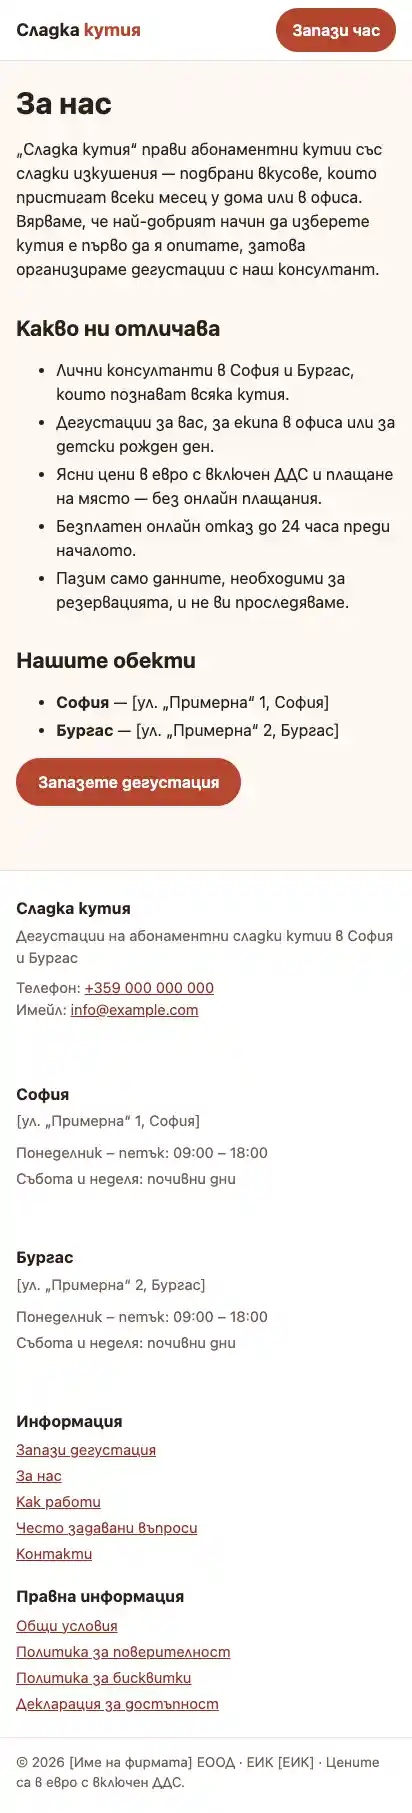 Сладка кутия
Запази час
За нас
„Сладка кутия“ прави абонаментни кутии със
сладки изкушения — подбрани вкусове, които
пристигат всеки месец у дома или в офиса.
Вярваме, че най-добрият начин да изберете
кутия е първо да я опитате, затова
организираме дегустации с наш консултант.
Какво ни отличава
• Лични консултанти в София и Бургас,
които познават всяка кутия.
• Дегустации за вас, за екипа в офиса или за
детски рожден ден.
• Ясни цени в евро с включен ДДС и плащане
на място — без онлайн плащания.
• Безплатен онлайн отказ до 24 часа преди
началото.
• Пазим само данните, необходими за
резервацията, и не ви проследяваме.
Нашите обекти
• София — [ул. „Примерна“ 1, София]
• Бургас — [ул. „Примерна“ 2, Бургас]
Запазете дегустация
Сладка кутия
Дегустации на абонаментни сладки кутии в София
и Бургас
Телефон: +359 000 000 000
Имейл: info@example.com
София
[ул. „Примерна“ 1, София]
Понеделник – петък: 09:00 – 18:00
Събота и неделя: почивни дни
Бургас
[ул. „Примерна“ 2, Бургас]
Понеделник – петък: 09:00 – 18:00
Събота и неделя: почивни дни
Информация
Запази дегустация
За нас
Как работи
Често задавани въпроси
Контакти
Правна информация
Общи условия
Политика за поверителност
Политика за бисквитки
Декларация за достъпност
© 2026 [Име на фирмата] ЕООД · ЕИК [ЕИК] · Цените
са в евро с включен ДДС.